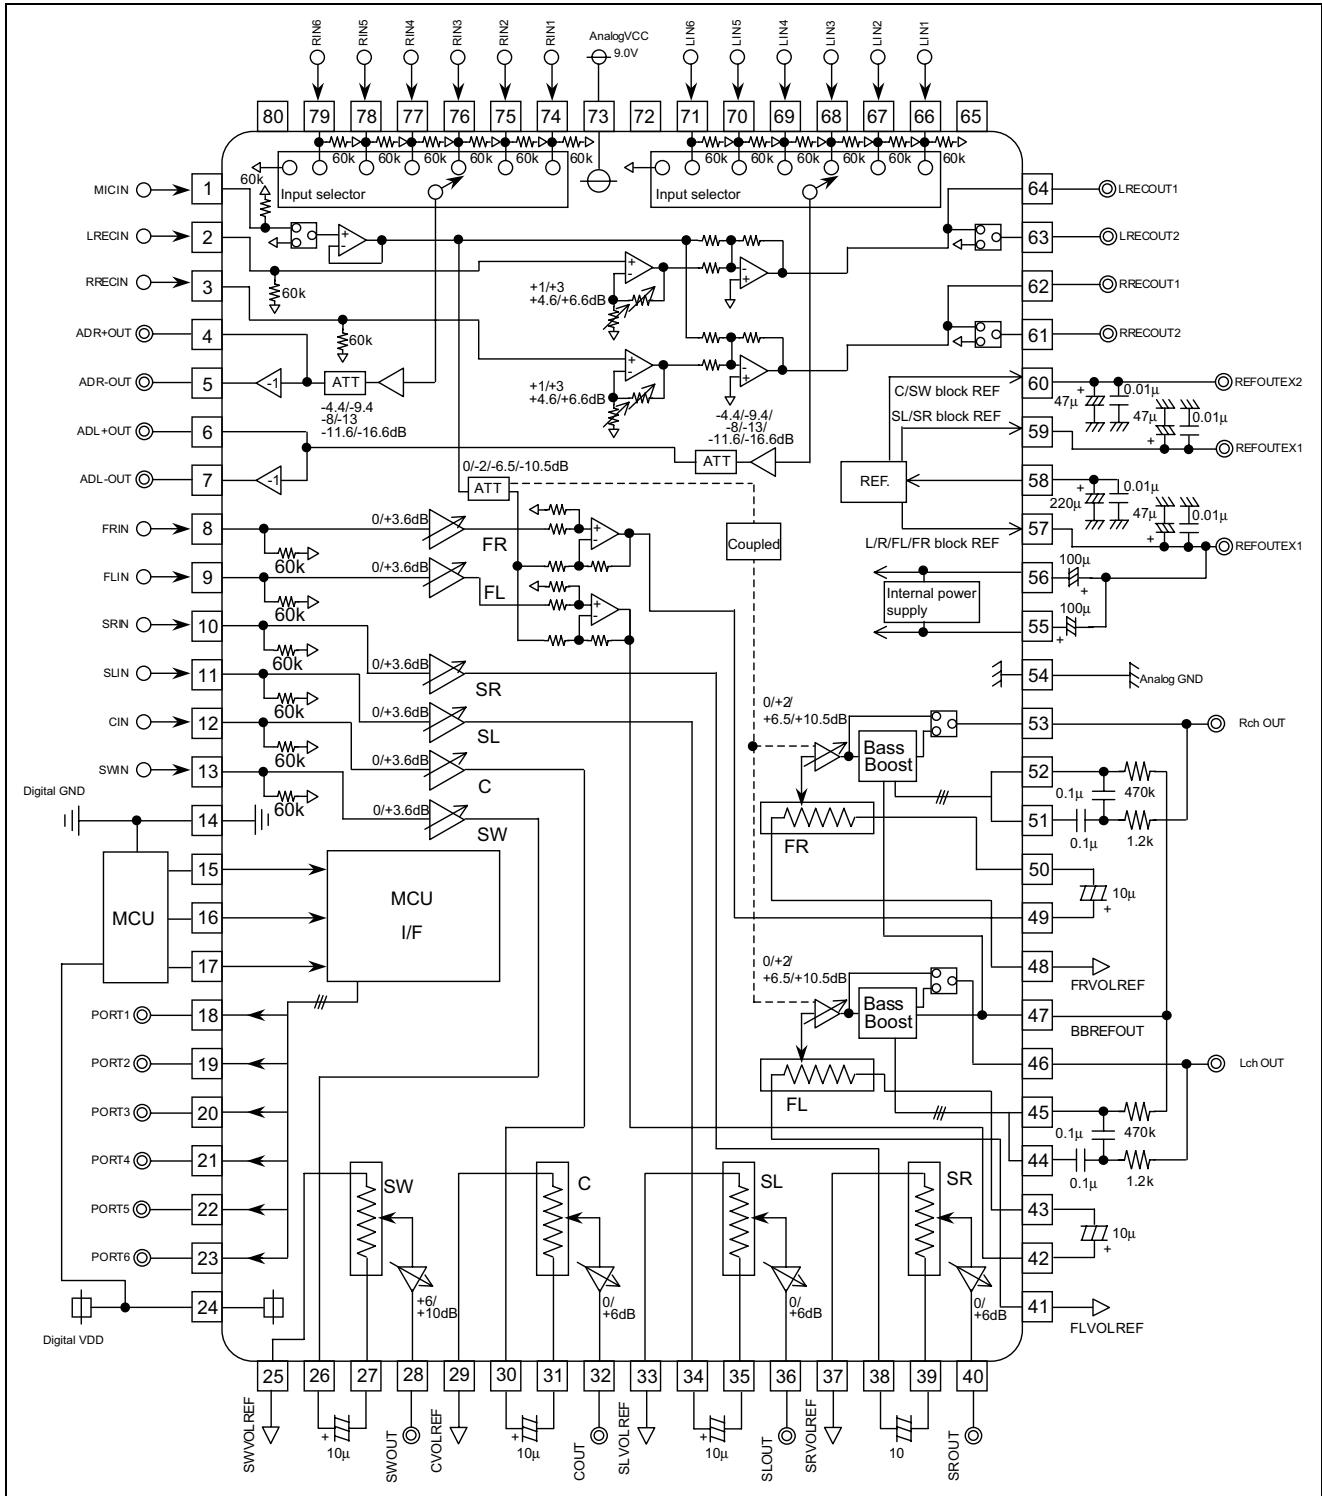 RIN6 RIN5 RIN4 RIN3 RIN2 RIN1 AnalogVCC 9.0V LIN6 LIN5 LIN4 LIN3 LIN2 LIN1
80 79 78 77 76 75 74 73 72 71 70 69 68 67 66 65
60k 60k 60k 60k 60k 60k 60k 60k 60k 60k 60k 60k
60k
Input selector
Input selector
MICIN 1
64 LRECOUT1
LRECIN 2
63 LRECOUT2
RRECIN 3
60k
+1/+3
+4.6/+6.6dB
62 RRECOUT1
ADR+OUT 4
60k
61 RRECOUT2
ADR-OUT 5 -1 ATT
-4.4/-9.4
-8/-13
-11.6/-16.6dB
+1/+3
+4.6/+6.6dB
-4.4/-9.4/
-8/-13/
-11.6/-16.6dB
ATT
C/SW block REF 60 47μ + 0.01μ REFOUTEX2
ADL+OUT 6
SL/SR block REF 59 47μ + 0.01μ REFOUTEX1
ADL-OUT 7 -1
0/-2/-6.5/-10.5dB
ATT
REF. 58 220μ + 0.01μ
FRIN 8 60k 0/+3.6dB FR
Coupled
L/R/FL/FR block REF 57 47μ + 0.01μ REFOUTEX1
FLIN 9 60k 0/+3.6dB FL
Internal power
supply
56 100μ +
SRIN 10 60k
55 100μ +
SLIN 11 60k 0/+3.6dB SR
54 Analog GND
CIN 12 60k 0/+3.6dB SL
0/+2/
+6.5/+10.5dB
Bass
Boost
53 Rch OUT
SWIN 13 60k 0/+3.6dB C
52 0.1μ 470k
Digital GND 14 0/+3.6dB SW
FR
51 0.1μ 1.2k
MCU 15 16 17
MCU
I/F
50 10μ +
49
48 FRVOLREF
PORT1 18
0/+2/
+6.5/+10.5dB
Bass
Boost
47 BBREFOUT
PORT2 19
46 Lch OUT
PORT3 20
FL
45 0.1μ 470k
PORT4 21
44 0.1μ 1.2k
PORT5 22
SW C SL SR
43 10μ +
PORT6 23
42
24
Digital VDD
+6/
+10dB
0/
+6dB
0/
+6dB
0/
+6dB
41 FLVOLREF
25 26 27 28 29 30 31 32 33 34 35 36 37 38 39 40
SWVOLREF + 10μ SWOUT CVOLREF + 10μ COUT SLVOLREF + 10μ SLOUT SRVOLREF 10 SROUT